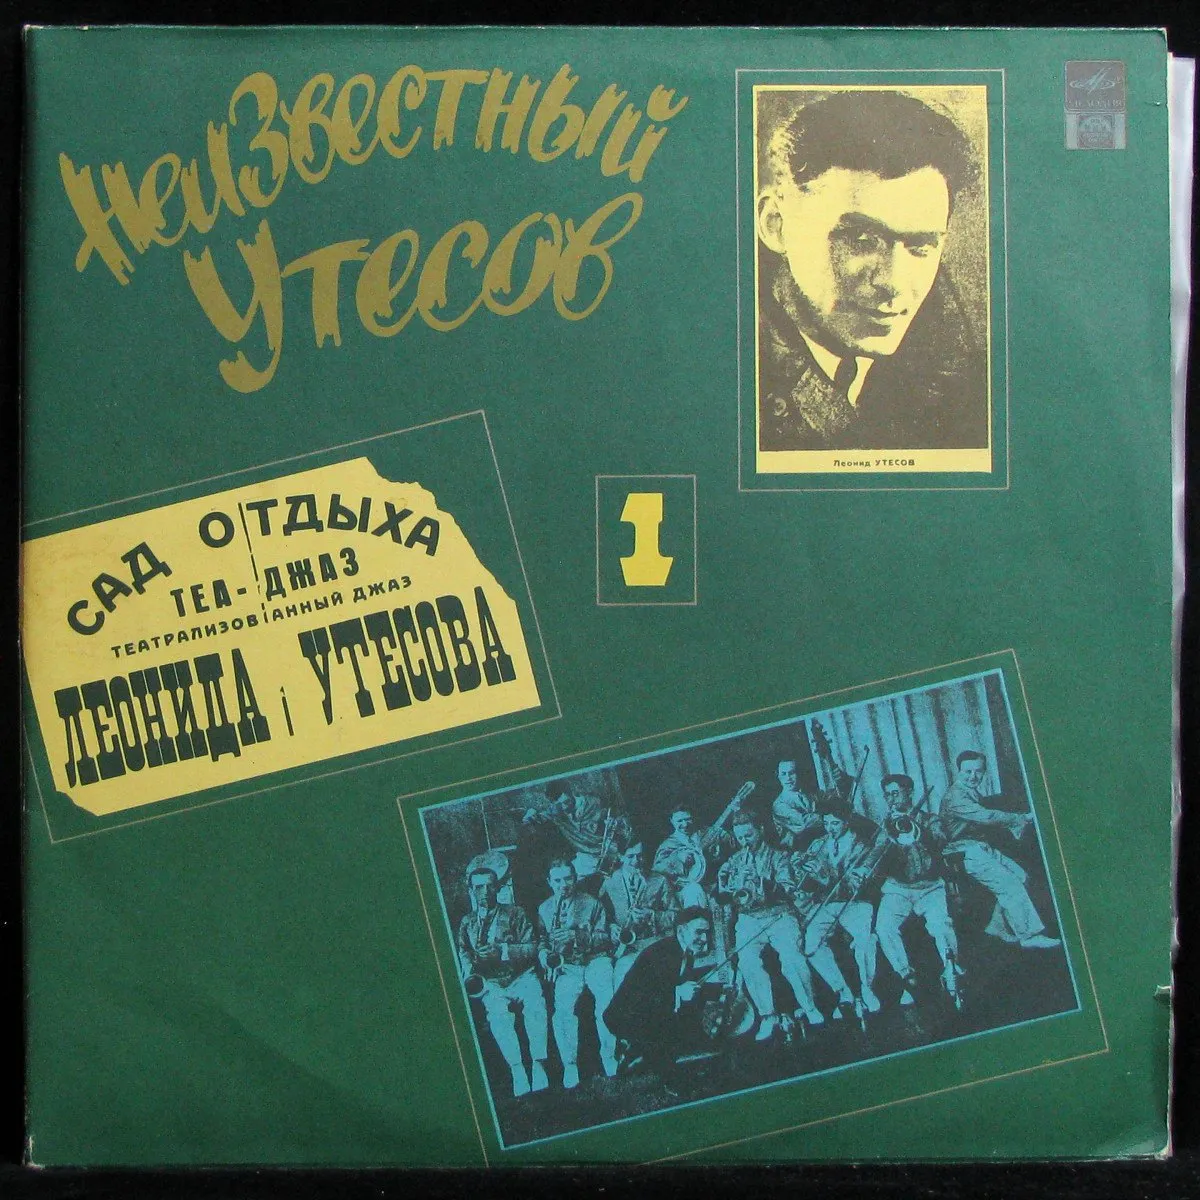 Неизвестный
Утесов
Леонид УТЕСОВ
1
САД ОТДЫХА
ТЕА-ДЖАЗ
ТЕАТРАЛИЗОВАННЫЙ ДЖАЗ
ЛЕОНИДА УТЕСОВА